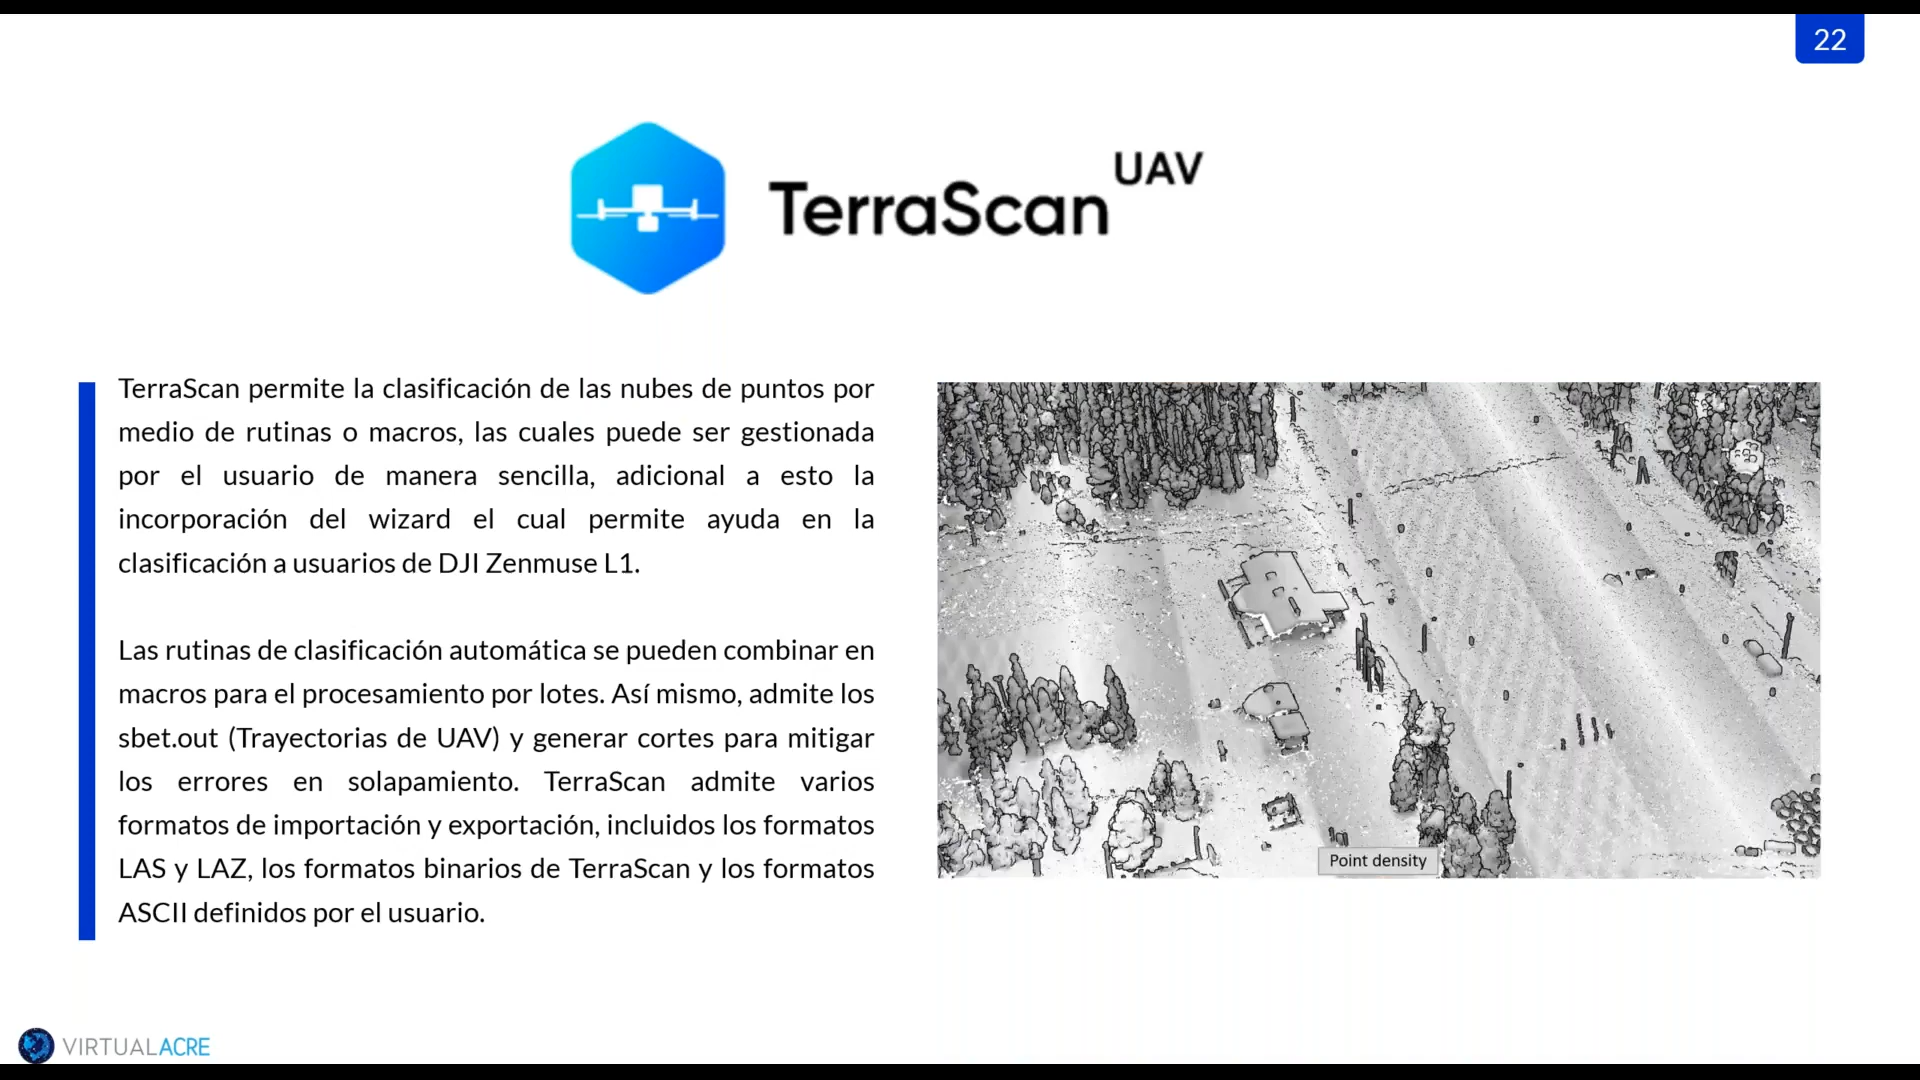 22
TerraScan UAV
TerraScan permite la clasificación de las nubes de puntos por
medio de rutinas o macros, las cuales puede ser gestionada
por el usuario de manera sencilla, adicional a esto la
incorporación del wizard el cual permite ayuda en la
clasificación a usuarios de DJI Zenmuse L1.
Las rutinas de clasificación automática se pueden combinar en
macros para el procesamiento por lotes. Así mismo, admite los
sbet.out (Trayectorias de UAV) y generar cortes para mitigar
los errores en solapamiento. TerraScan admite varios
formatos de importación y exportación, incluidos los formatos
LAS y LAZ, los formatos binarios de TerraScan y los formatos
ASCII definidos por el usuario.
Point density
VIRTUALACRE